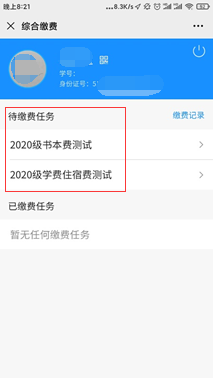 晚上8:21
...8.3K/s
综合缴费
学号:
身份证号: 5
待缴费任务 缴费记录
2020级书本费测试
2020级学费住宿费测试
已缴费任务
暂无任何缴费任务